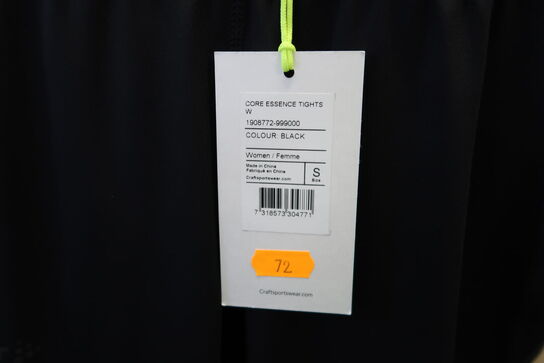 CORE ESSENCE TIGHTS
W
1908772-999000
COLOUR: BLACK
Women / Femme
Made in China
Fabriqué en Chine
Craftsportswear.com
S
Size
7 318573 304771
72
Craftsportswear.com